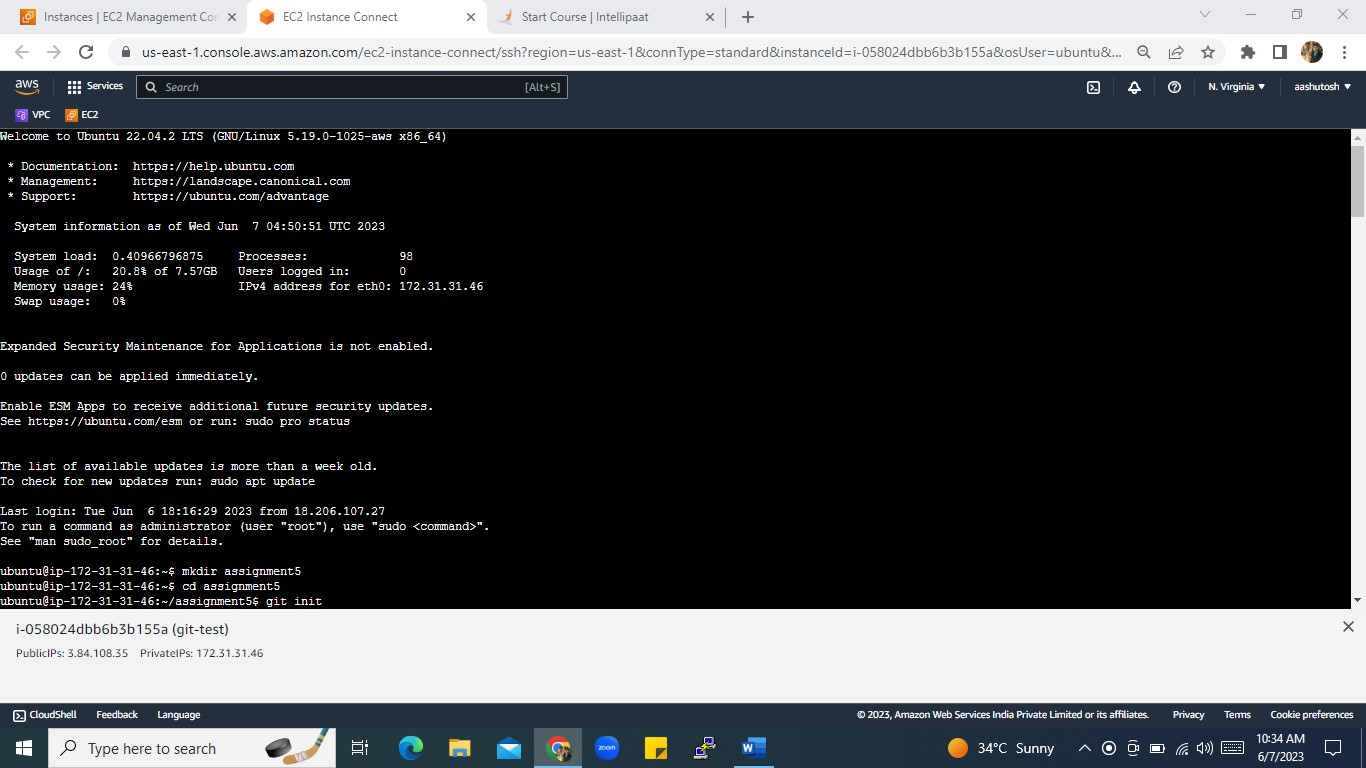 Instances | EC2 Management Con
EC2 Instance Connect
Start Course | Intellipaat
us-east-1.console.aws.amazon.com/ec2-instance-connect/ssh?region=us-east-1&connType=standard&instanceId=i-058024dbb6b3b155a&osUser=ubuntu&...
aws
Services
Search
[Alt+S]
N. Virginia
aashutosh
VPC
EC2
Welcome to Ubuntu 22.04.2 LTS (GNU/Linux 5.19.0-1025-aws x86_64)
* Documentation:  https://help.ubuntu.com
* Management:     https://landscape.canonical.com
* Support:        https://ubuntu.com/advantage
System information as of Wed Jun  7 04:50:51 UTC 2023
System load:  0.40966796875     Processes:             98
Usage of /:   20.8% of 7.57GB   Users logged in:       0
Memory usage: 24%               IPv4 address for eth0: 172.31.31.46
Swap usage:   0%
Expanded Security Maintenance for Applications is not enabled.
0 updates can be applied immediately.
Enable ESM Apps to receive additional future security updates.
See https://ubuntu.com/esm or run: sudo pro status
The list of available updates is more than a week old.
To check for new updates run: sudo apt update
Last login: Tue Jun  6 18:16:29 2023 from 18.206.107.27
To run a command as administrator (user "root"), use "sudo <command>".
See "man sudo_root" for details.
ubuntu@ip-172-31-31-46:~$ mkdir assignment5
ubuntu@ip-172-31-31-46:~$ cd assignment5
ubuntu@ip-172-31-31-46:~/assignment5$ git init
i-058024dbb6b3b155a (git-test)
PublicIPs: 3.84.108.35    PrivateIPs: 172.31.31.46
CloudShell
Feedback
Language
© 2023, Amazon Web Services India Private Limited or its affiliates.
Privacy
Terms
Cookie preferences
Type here to search
zoom
W
34°C  Sunny
10:34 AM
6/7/2023